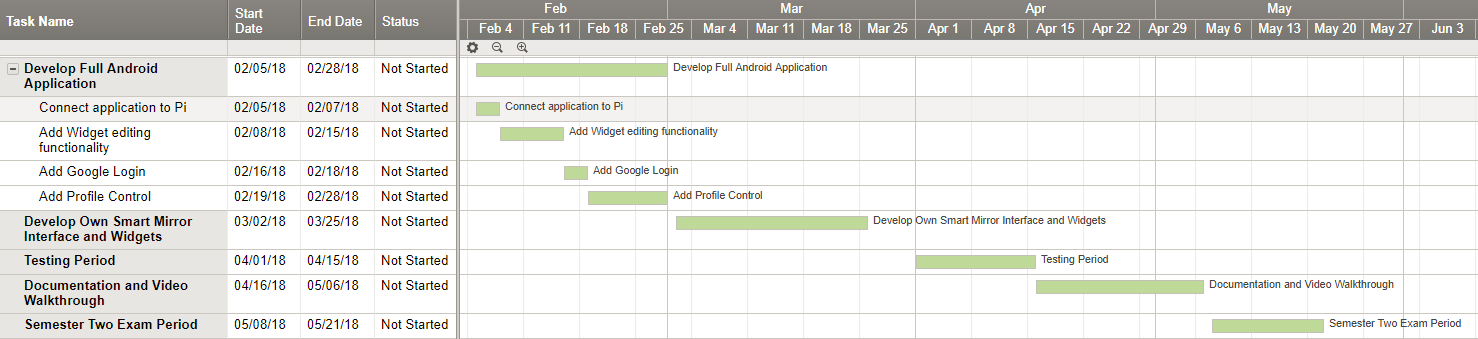 Feb Mar Apr May
Task Name Start Date End Date Status
Feb 4 Feb 11 Feb 18 Feb 25 Mar 4 Mar 11 Mar 18 Mar 25 Apr 1 Apr 8 Apr 15 Apr 22 Apr 29 May 6 May 13 May 20 May 27 Jun 3
Develop Full Android 02/05/18 02/28/18 Not Started Develop Full Android Application
Application
Connect application to Pi 02/05/18 02/07/18 Not Started Connect application to Pi
Add Widget editing 02/08/18 02/15/18 Not Started Add Widget editing functionality
functionality
Add Google Login 02/16/18 02/18/18 Not Started Add Google Login
Add Profile Control 02/19/18 02/28/18 Not Started Add Profile Control
Develop Own Smart Mirror 03/02/18 03/25/18 Not Started Develop Own Smart Mirror Interface and Widgets
Interface and Widgets
Testing Period 04/01/18 04/15/18 Not Started Testing Period
Documentation and Video 04/16/18 05/06/18 Not Started Documentation and Video Walkthrough
Walkthrough
Semester Two Exam Period 05/08/18 05/21/18 Not Started Semester Two Exam Period